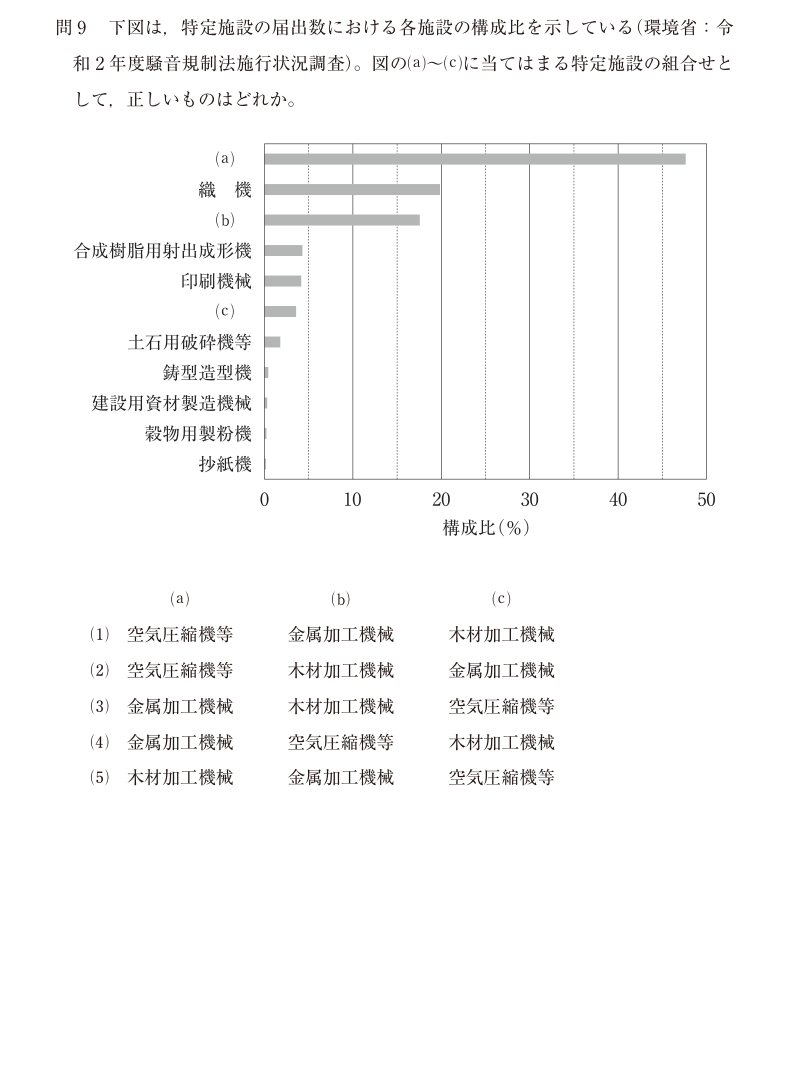 問9 下図は，特定施設の届出数における各施設の構成比を示している(環境省：令
和2年度騒音規制法施行状況調査)。図の(a)～(c)に当てはまる特定施設の組合せと
して，正しいものはどれか。
(a)
織 機
(b)
合成樹脂用射出成形機
印刷機械
(c)
土石用破砕機等
鋳型造型機
建設用資材製造機械
穀物用製粉機
抄紙機
0 10 20 30 40 50
構成比(%)
(a) (b) (c)
(1) 空気圧縮機等 金属加工機械 木材加工機械
(2) 空気圧縮機等 木材加工機械 金属加工機械
(3) 金属加工機械 木材加工機械 空気圧縮機等
(4) 金属加工機械 空気圧縮機等 木材加工機械
(5) 木材加工機械 金属加工機械 空気圧縮機等